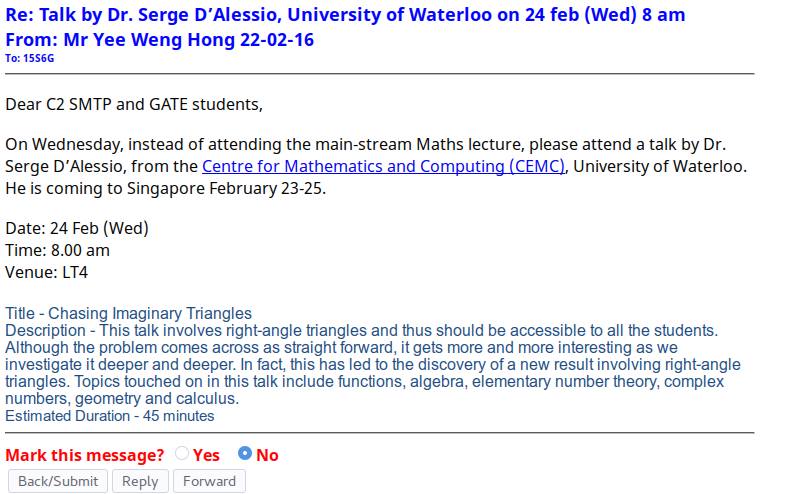 Re: Talk by Dr. Serge D’Alessio, University of Waterloo on 24 feb (Wed) 8 am
From: Mr Yee Weng Hong 22-02-16
To: 15S6G
Dear C2 SMTP and GATE students,
On Wednesday, instead of attending the main-stream Maths lecture, please attend a talk by Dr.
Serge D’Alessio, from the Centre for Mathematics and Computing (CEMC), University of Waterloo.
He is coming to Singapore February 23-25.
Date: 24 Feb (Wed)
Time: 8.00 am
Venue: LT4
Title - Chasing Imaginary Triangles
Description - This talk involves right-angle triangles and thus should be accessible to all the students.
Although the problem comes across as straight forward, it gets more and more interesting as we
investigate it deeper and deeper. In fact, this has led to the discovery of a new result involving right-angle
triangles. Topics touched on in this talk include functions, algebra, elementary number theory, complex
numbers, geometry and calculus.
Estimated Duration - 45 minutes
Mark this message? Yes No
Back/Submit Reply Forward